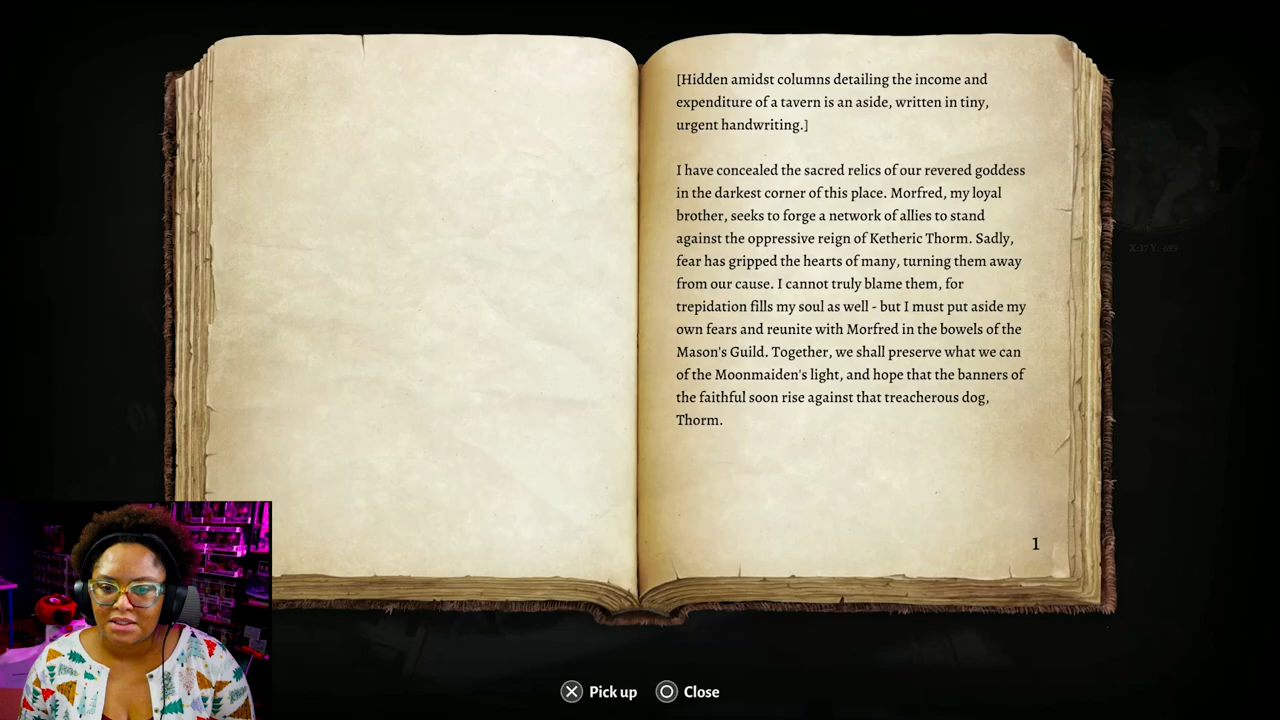 [Hidden amidst columns detailing the income and
expenditure of a tavern is an aside, written in tiny,
urgent handwriting.]
I have concealed the sacred relics of our revered goddess
in the darkest corner of this place. Morfred, my loyal
brother, seeks to forge a network of allies to stand
against the oppressive reign of Ketheric Thorm. Sadly,
fear has gripped the hearts of many, turning them away
from our cause. I cannot truly blame them, for
trepidation fills my soul as well - but I must put aside my
own fears and reunite with Morfred in the bowels of the
Mason's Guild. Together, we shall preserve what we can
of the Moonmaiden's light, and hope that the banners of
the faithful soon rise against that treacherous dog,
Thorm.
1
Pick up
Close